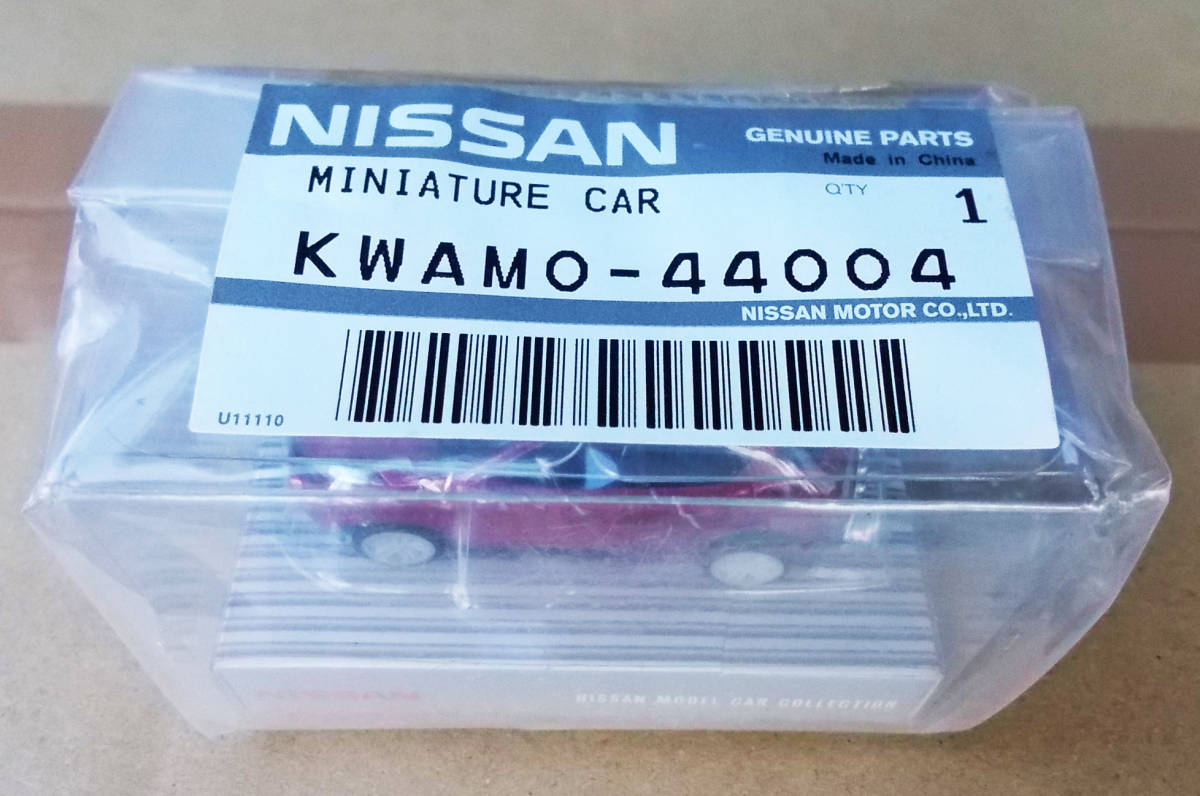 NISSAN
GENUINE PARTS
Made in China
MINIATURE CAR
Q'TY 1
KWAM0-44004
NISSAN MOTOR CO.,LTD.
U11110
NISSAN
NISSAN MODEL CAR COLLECTION